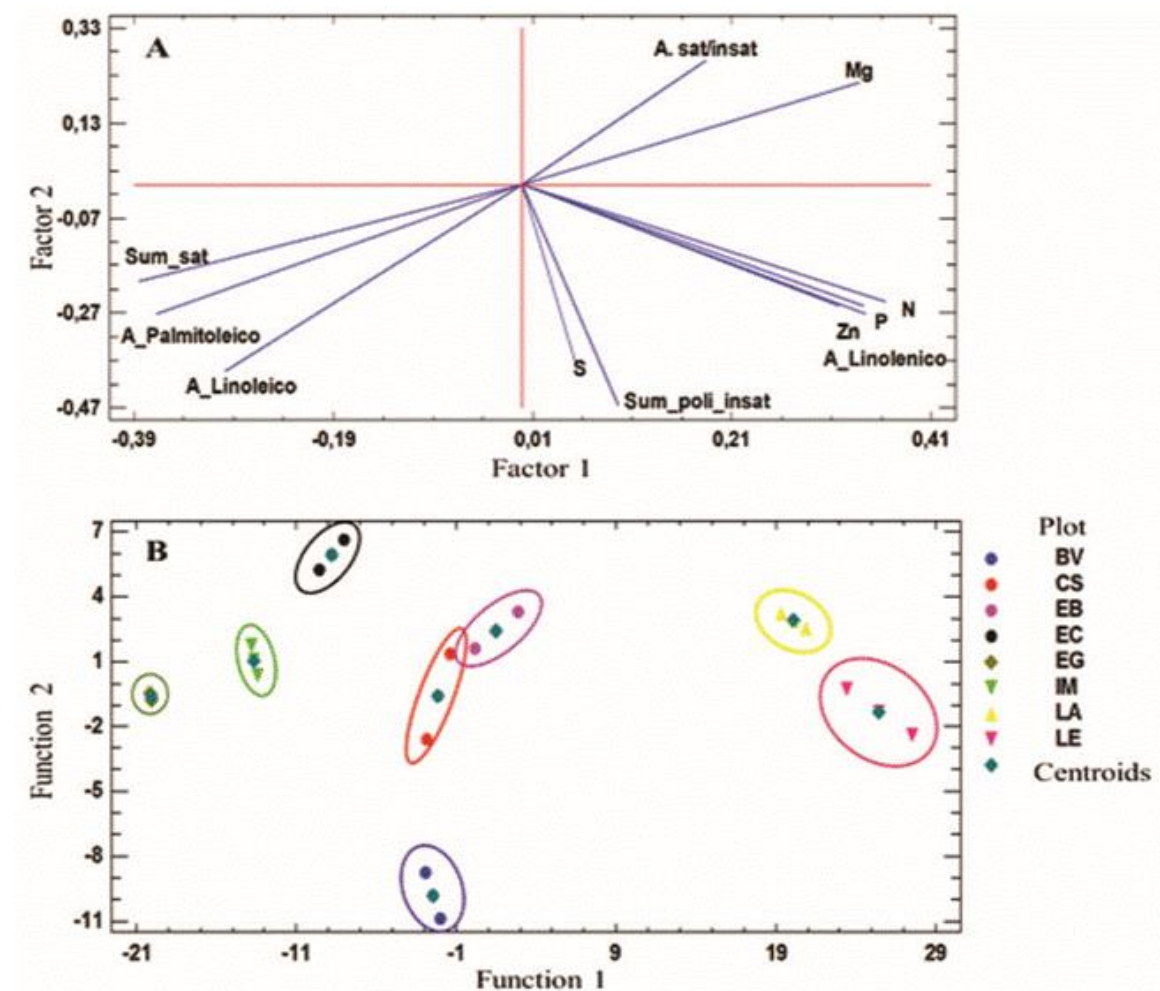 A
0,33
0,13
-0,07
-0,27
-0,47
Factor 2
A. sat/insat
Mg
Sum_sat
A_Palmitoleico
A_Linoleico
S
Sum_poli_insat
N
P
Zn
A_Linolenico
-0,39 -0,19 0,01 0,21 0,41
Factor 1
B
7
4
1
-2
-5
-8
-11
Function 2
-21 -11 -1 9 19 29
Function 1
Plot
BV
CS
EB
EC
EG
IM
LA
LE
Centroids